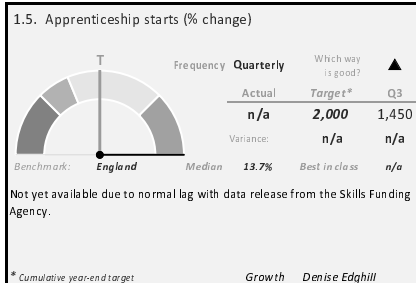 1.5. Apprenticeship starts (% change)
T
Frequency Quarterly Which way is good? ▲
Actual Target* Q3
n/a 2,000 1,450
Variance: n/a n/a
Benchmark: England Median 13.7% Best in class n/a
Not yet available due to normal lag with data release from the Skills Funding
Agency.
* Cumulative year-end target Growth Denise Edghill